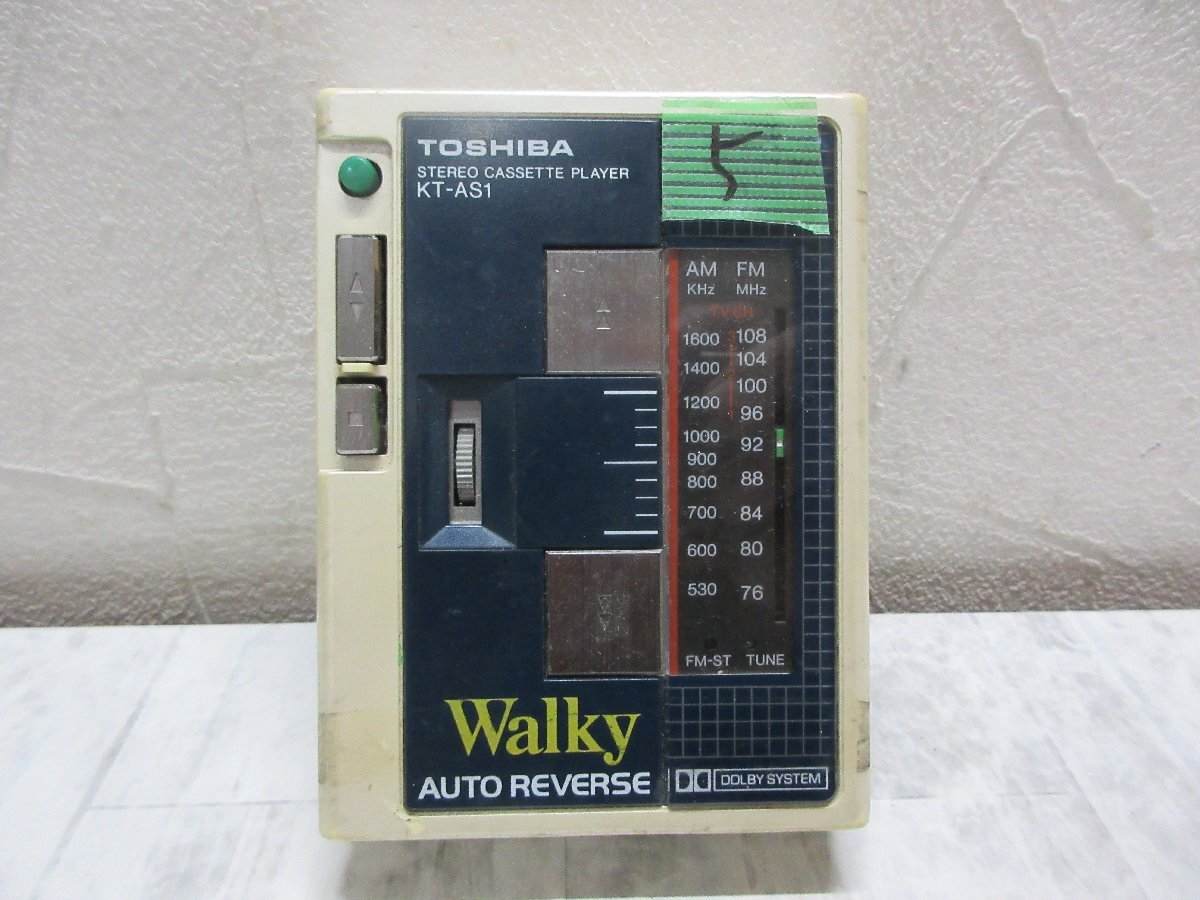 TOSHIBA
STEREO CASSETTE PLAYER
KT-AS1
AM FM
KHz MHz
TV CH
1600 108
1400 104
1200 100
1000 96
900 92
800 88
700 84
600 80
530 76
FM-ST TUNE
Walky
AUTO REVERSE
DOLBY SYSTEM